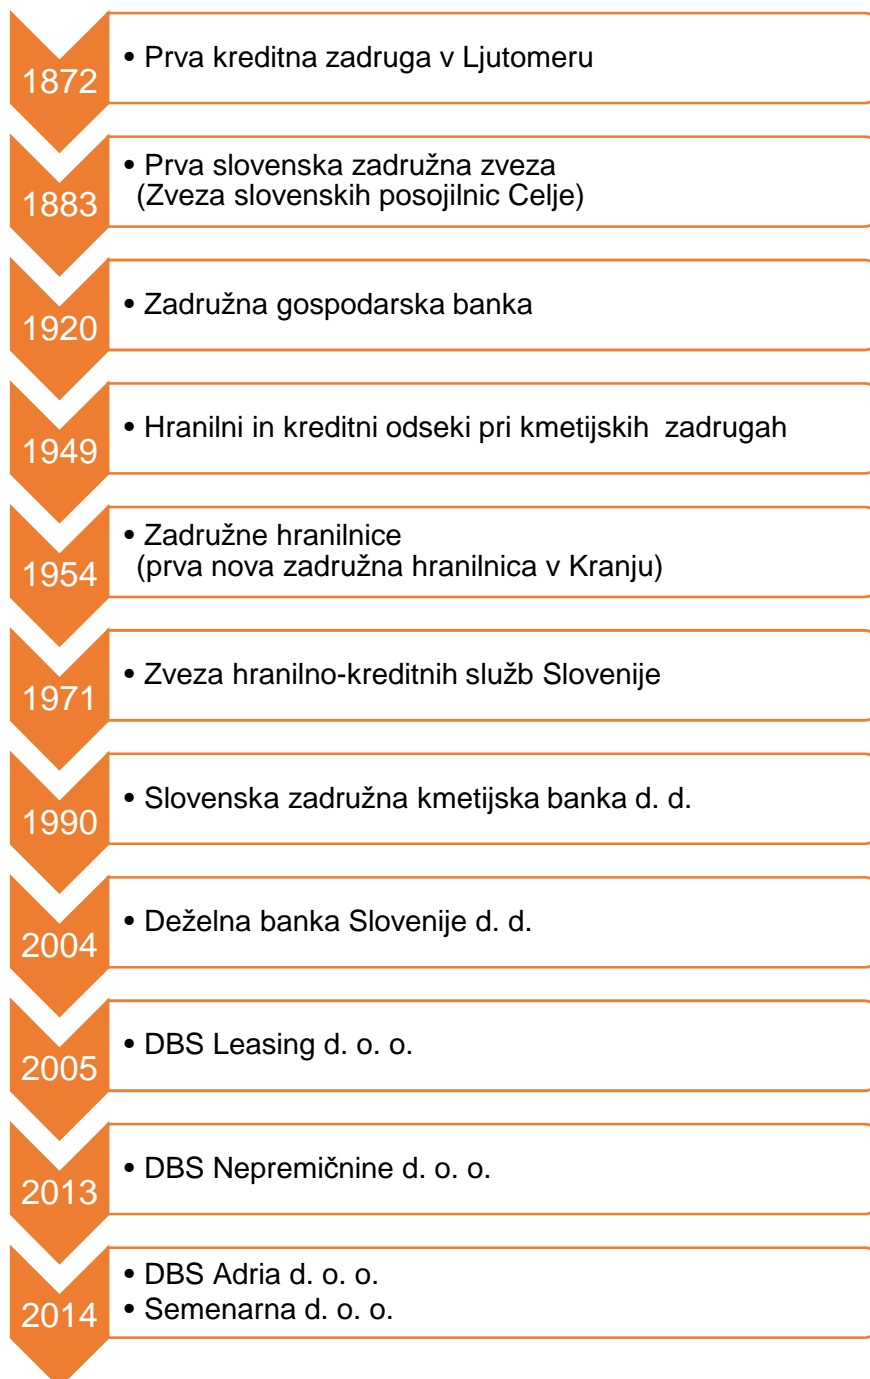 1872
• Prva kreditna zadruga v Ljutomeru
1883
• Prva slovenska zadružna zveza
(Zveza slovenskih posojilnic Celje)
1920
• Zadružna gospodarska banka
1949
• Hranilni in kreditni odseki pri kmetijskih zadrugah
1954
• Zadružne hranilnice
(prva nova zadružna hranilnica v Kranju)
1971
• Zveza hranilno-kreditnih služb Slovenije
1990
• Slovenska zadružna kmetijska banka d. d.
2004
• Deželna banka Slovenije d. d.
2005
• DBS Leasing d. o. o.
2013
• DBS Nepremičnine d. o. o.
2014
• DBS Adria d. o. o.
• Semenarna d. o. o.